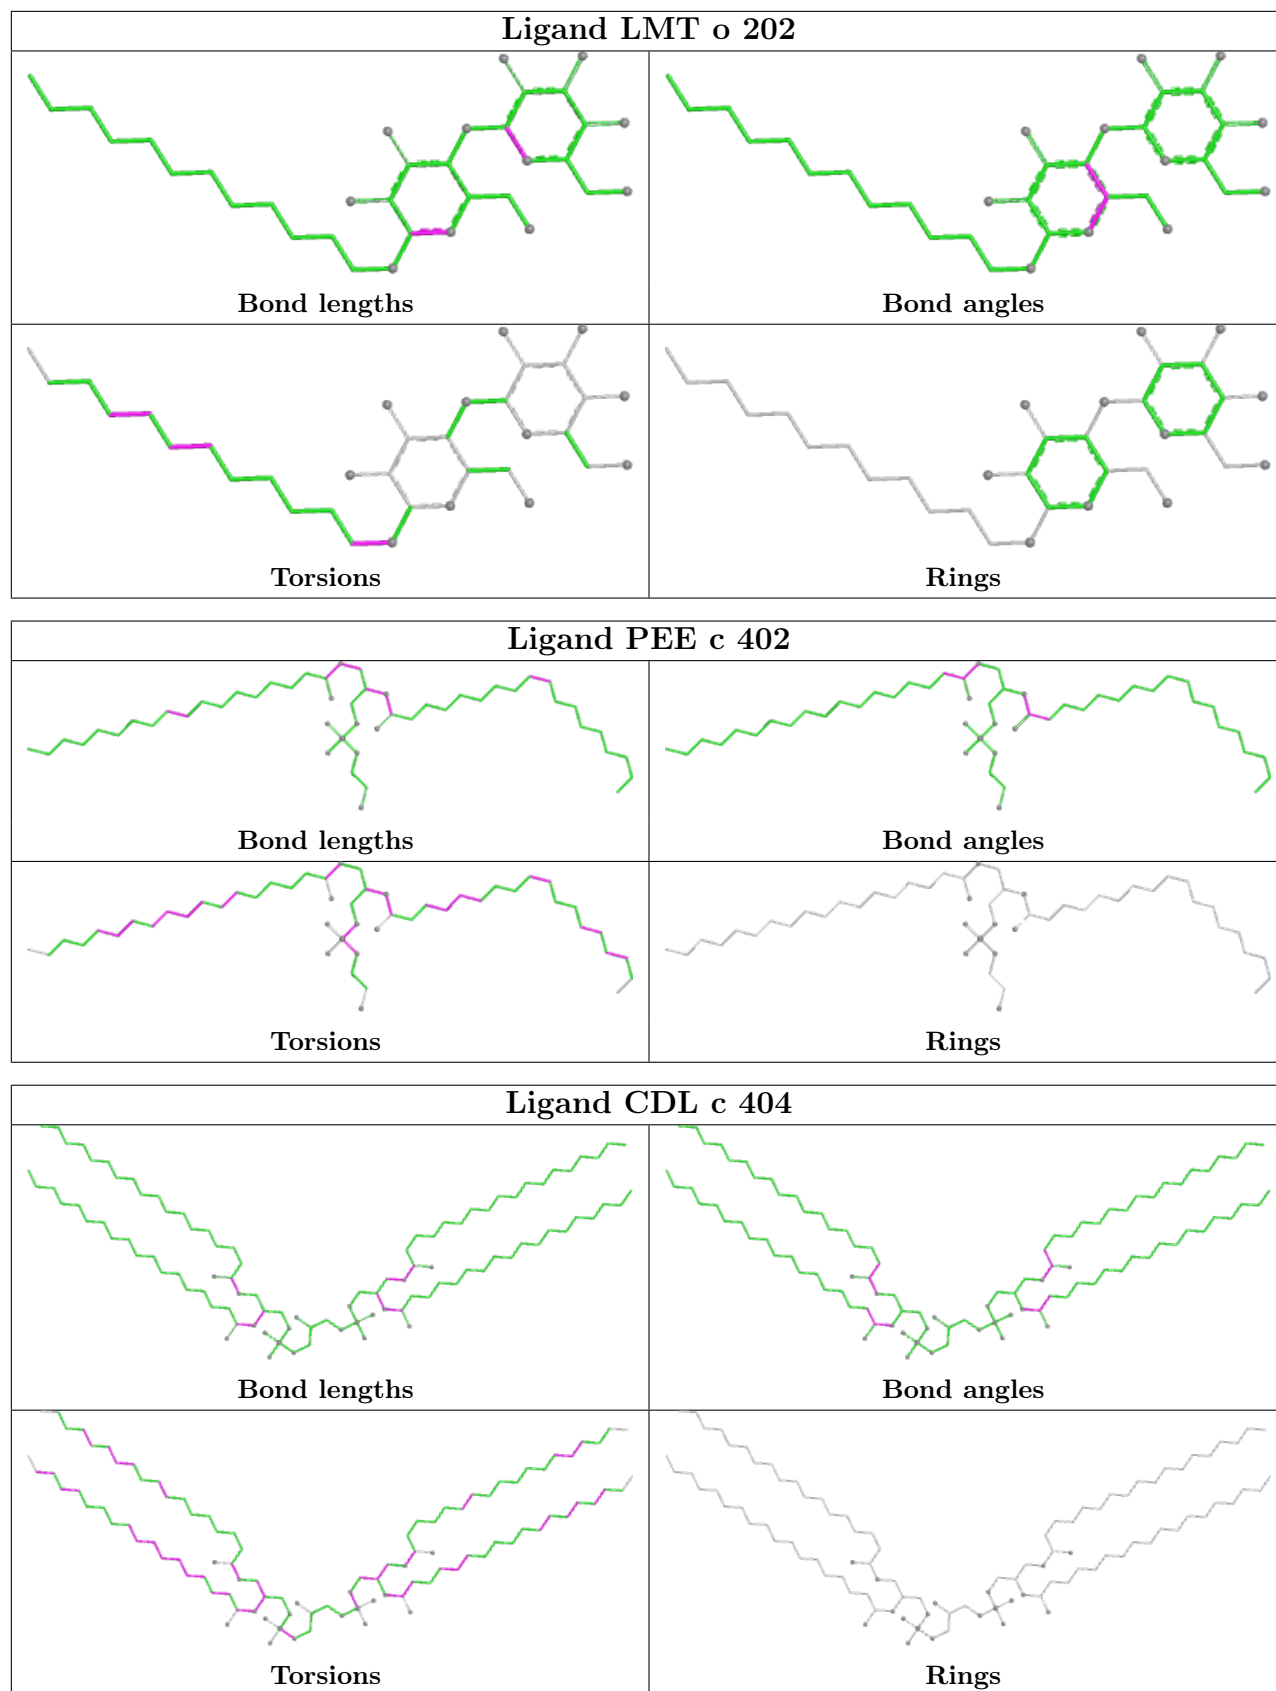 Ligand LMT o 202
Bond lengths
Bond angles
Torsions
Rings
Ligand PEE c 402
Bond lengths
Bond angles
Torsions
Rings
Ligand CDL c 404
Bond lengths
Bond angles
Torsions
Rings